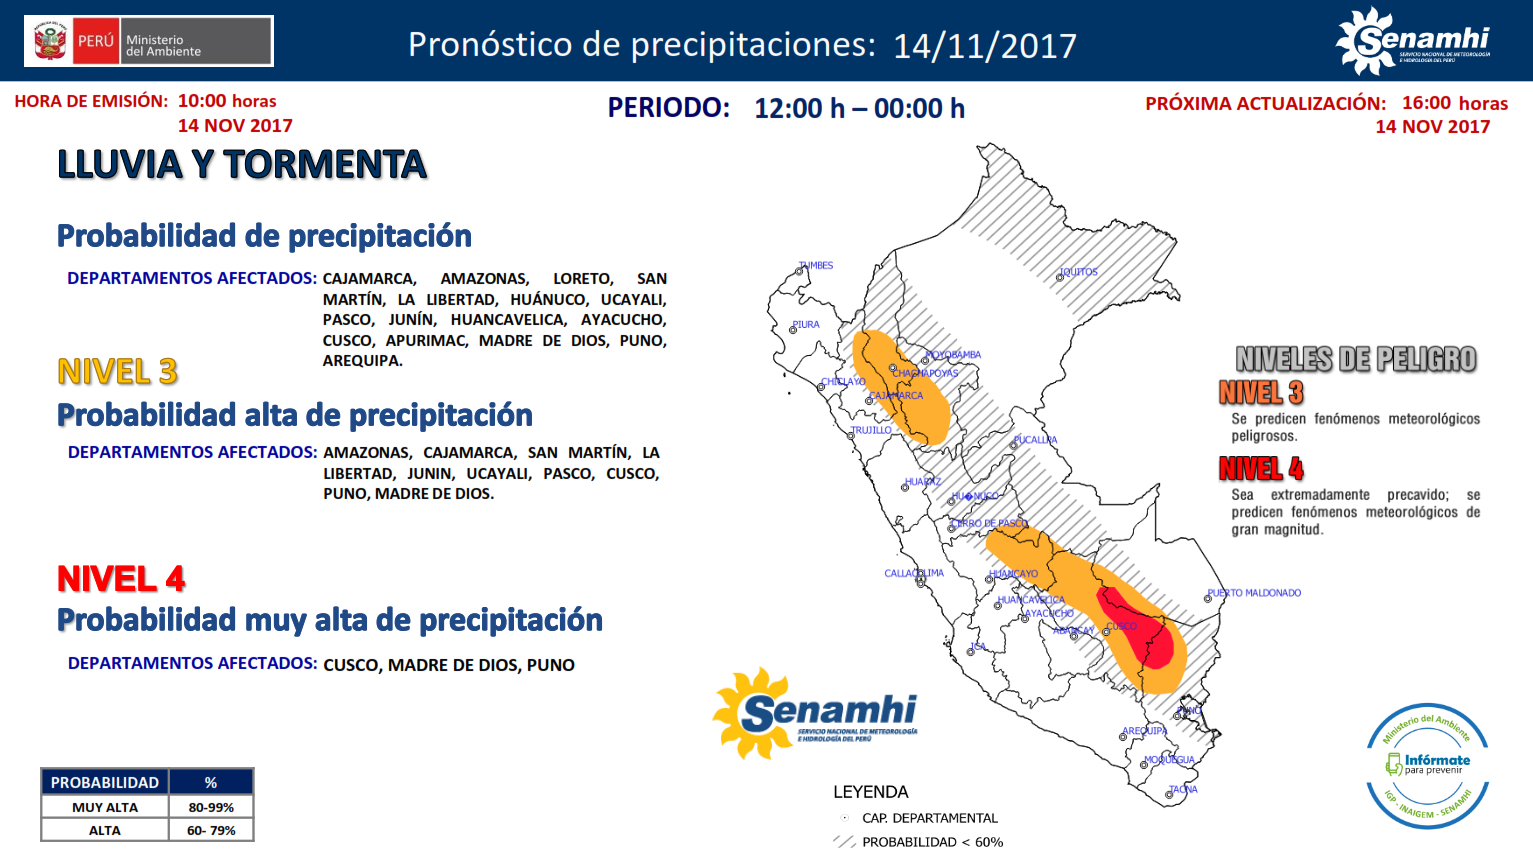 PERÚ
Ministerio
del Ambiente
Pronóstico de precipitaciones: 14/11/2017
Senamhi
SERVICIO NACIONAL DE METEOROLOGÍA
E HIDROLOGÍA DEL PERÚ
HORA DE EMISIÓN: 10:00 horas
14 NOV 2017
PERIODO: 12:00 h – 00:00 h
PRÓXIMA ACTUALIZACIÓN: 16:00 horas
14 NOV 2017
LLUVIA Y TORMENTA
Probabilidad de precipitación
DEPARTAMENTOS AFECTADOS: CAJAMARCA, AMAZONAS, LORETO, SAN
MARTÍN, LA LIBERTAD, HUÁNUCO, UCAYALI,
PASCO, JUNÍN, HUANCAVELICA, AYACUCHO,
CUSCO, APURIMAC, MADRE DE DIOS, PUNO,
AREQUIPA.
NIVEL 3
Probabilidad alta de precipitación
DEPARTAMENTOS AFECTADOS: AMAZONAS, CAJAMARCA, SAN MARTÍN, LA
LIBERTAD, JUNIN, UCAYALI, PASCO, CUSCO,
PUNO, MADRE DE DIOS.
NIVEL 4
Probabilidad muy alta de precipitación
DEPARTAMENTOS AFECTADOS: CUSCO, MADRE DE DIOS, PUNO
PROBABILIDAD %
MUY ALTA 80-99%
ALTA 60- 79%
TUMBES
IQUITOS
PIURA
MOYOBAMBA
CHACHAPOYAS
CHICLAYO
CAJAMARCA
TRUJILLO
PUCALLPA
HUARAZ
HU�NUCO
CERRO DE PASCO
CALLAO LIMA
HUANCAYO
HUANCAVELICA
AYACUCHO
PUERTO MALDONADO
ABANCAY
CUSCO
ICA
PUNO
AREQUIPA
MOQUEGUA
TACNA
NIVELES DE PELIGRO
NIVEL 3
Se predicen fenómenos meteorológicos
peligrosos.
NIVEL 4
Sea extremadamente precavido; se
predicen fenómenos meteorológicos de
gran magnitud.
Senamhi
SERVICIO NACIONAL DE METEOROLOGÍA
E HIDROLOGÍA DEL PERÚ
LEYENDA
CAP. DEPARTAMENTAL
PROBABILIDAD < 60%
Ministerio del Ambiente
Infórmate
para prevenir
IGP - INAIGEM - SENAMHI